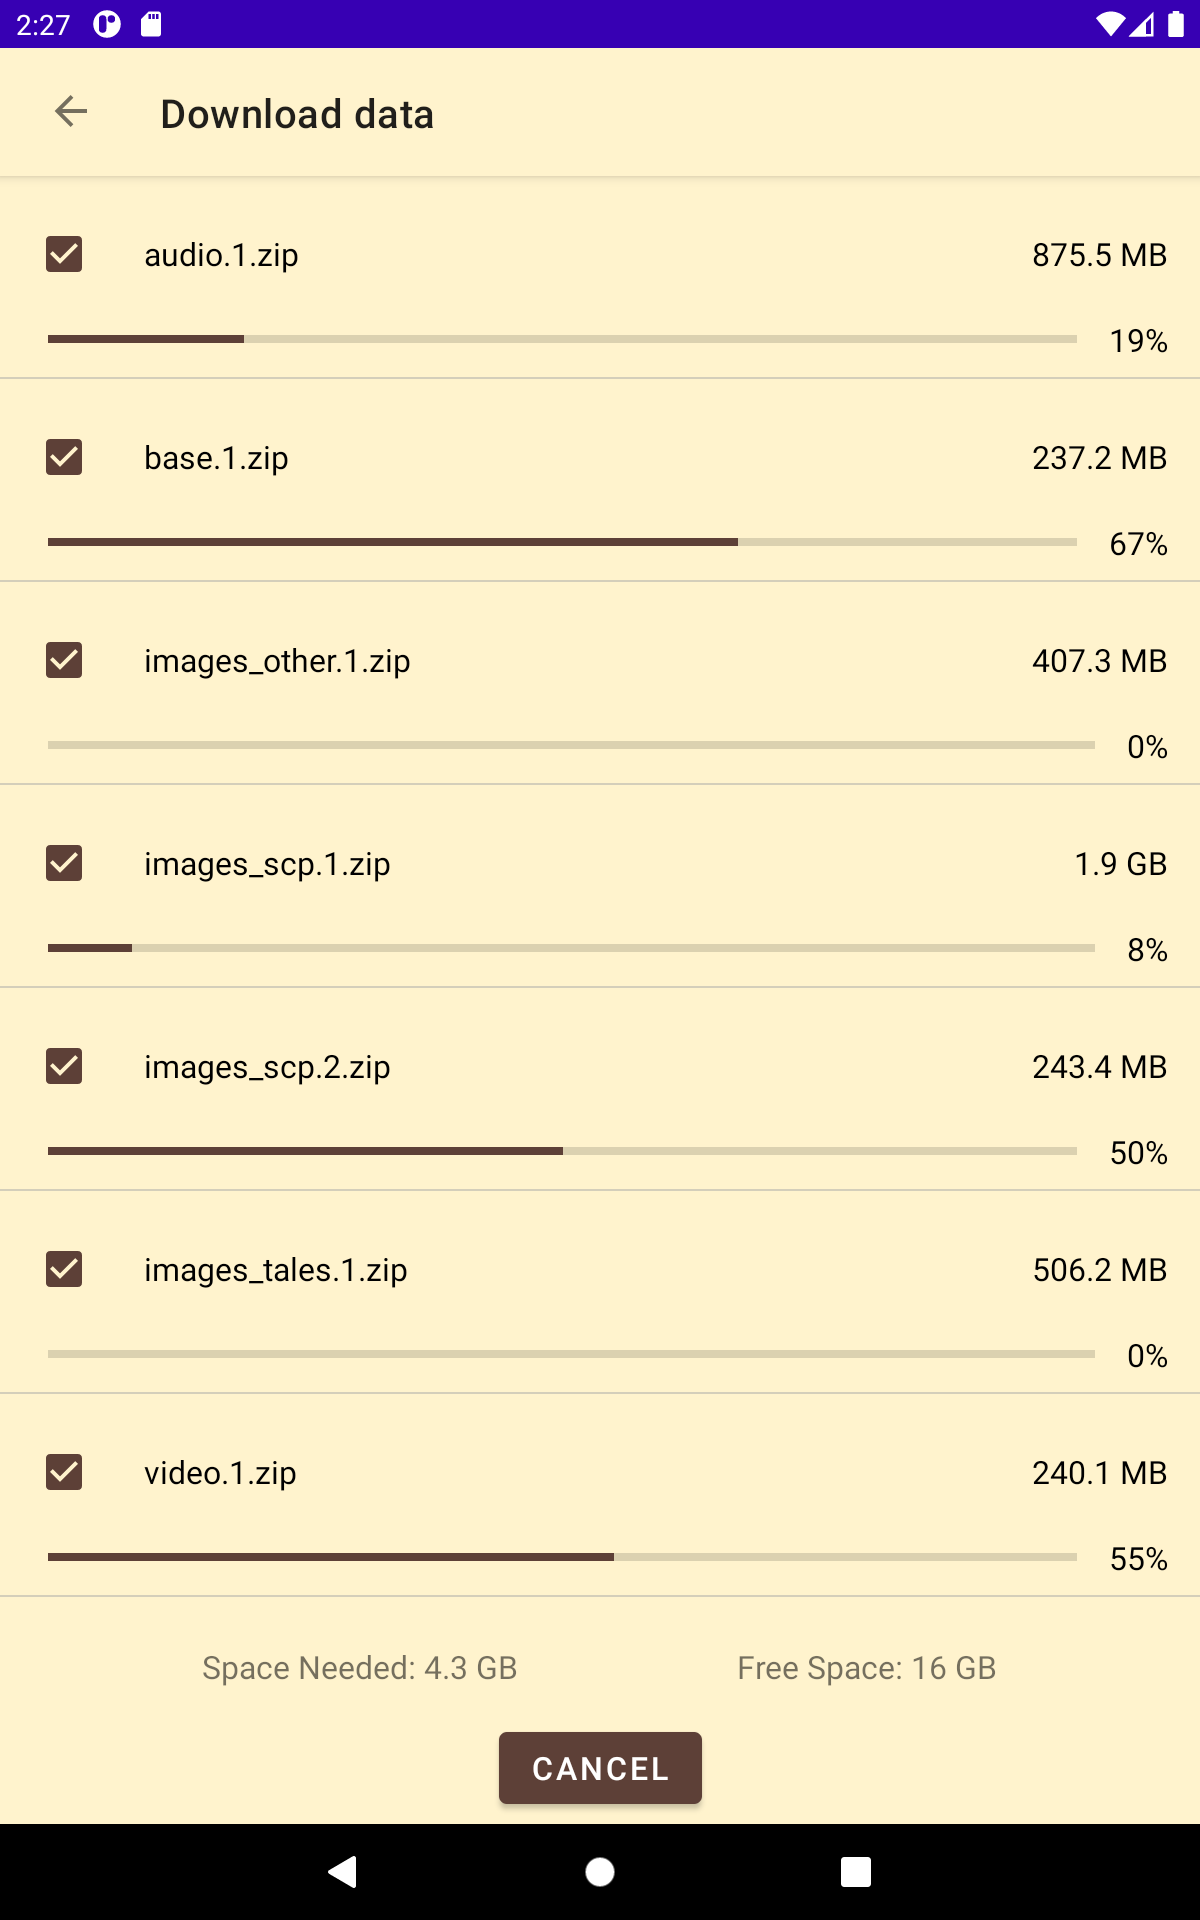 2:27
Download data
audio.1.zip 875.5 MB
19%
base.1.zip 237.2 MB
67%
images_other.1.zip 407.3 MB
0%
images_scp.1.zip 1.9 GB
8%
images_scp.2.zip 243.4 MB
50%
images_tales.1.zip 506.2 MB
0%
video.1.zip 240.1 MB
55%
Space Needed: 4.3 GB Free Space: 16 GB
CANCEL